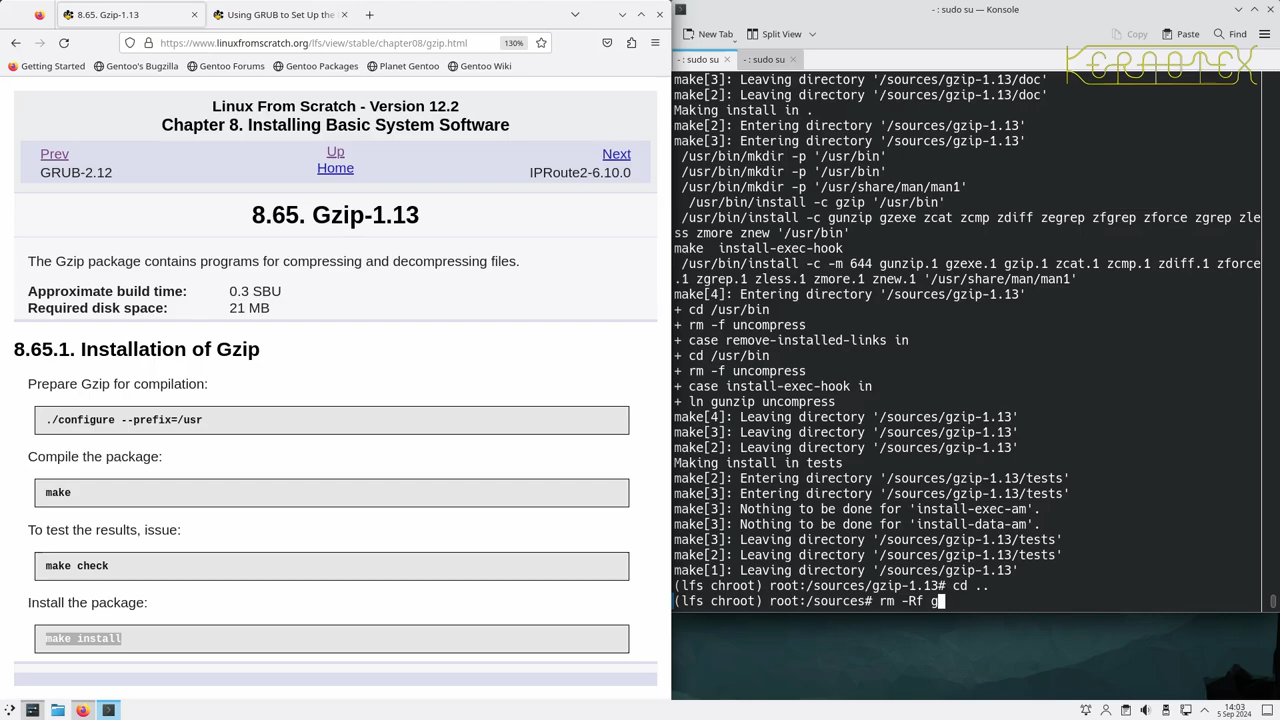 8.65. Gzip-1.13
Using GRUB to Set Up the
https://www.linuxfromscratch.org/lfs/view/stable/chapter08/gzip.html
130%
Getting Started
Gentoo's Bugzilla
Gentoo Forums
Gentoo Packages
Planet Gentoo
Gentoo Wiki
Linux From Scratch - Version 12.2
Chapter 8. Installing Basic System Software
Prev
Up
Next
GRUB-2.12
Home
IPRoute2-6.10.0
8.65. Gzip-1.13
The Gzip package contains programs for compressing and decompressing files.
Approximate build time: 0.3 SBU
Required disk space: 21 MB
8.65.1. Installation of Gzip
Prepare Gzip for compilation:
./configure --prefix=/usr
Compile the package:
make
To test the results, issue:
make check
Install the package:
make install
- : sudo su — Konsole
New Tab
Split View
Copy
Paste
Find
- : sudo su
- : sudo su
KERNOTEX
make[3]: Leaving directory '/sources/gzip-1.13/doc'
make[2]: Leaving directory '/sources/gzip-1.13/doc'
Making install in .
make[2]: Entering directory '/sources/gzip-1.13'
make[3]: Entering directory '/sources/gzip-1.13'
/usr/bin/mkdir -p '/usr/bin'
/usr/bin/mkdir -p '/usr/bin'
/usr/bin/mkdir -p '/usr/share/man/man1'
/usr/bin/install -c gzip '/usr/bin'
/usr/bin/install -c gunzip gzexe zcat zcmp zdiff zegrep zfgrep zforce zgrep zle
ss zmore znew '/usr/bin'
make  install-exec-hook
/usr/bin/install -c -m 644 gunzip.1 gzexe.1 gzip.1 zcat.1 zcmp.1 zdiff.1 zforce
.1 zgrep.1 zless.1 zmore.1 znew.1 '/usr/share/man/man1'
make[4]: Entering directory '/sources/gzip-1.13'
+ cd /usr/bin
+ rm -f uncompress
+ case remove-installed-links in
+ cd /usr/bin
+ rm -f uncompress
+ case install-exec-hook in
+ ln gunzip uncompress
make[4]: Leaving directory '/sources/gzip-1.13'
make[3]: Leaving directory '/sources/gzip-1.13'
make[2]: Leaving directory '/sources/gzip-1.13'
Making install in tests
make[2]: Entering directory '/sources/gzip-1.13/tests'
make[3]: Entering directory '/sources/gzip-1.13/tests'
make[3]: Nothing to be done for 'install-exec-am'.
make[3]: Nothing to be done for 'install-data-am'.
make[3]: Leaving directory '/sources/gzip-1.13/tests'
make[2]: Leaving directory '/sources/gzip-1.13/tests'
make[1]: Leaving directory '/sources/gzip-1.13'
(lfs chroot) root:/sources/gzip-1.13# cd ..
(lfs chroot) root:/sources# rm -Rf g
14:03
5 Sep 2024